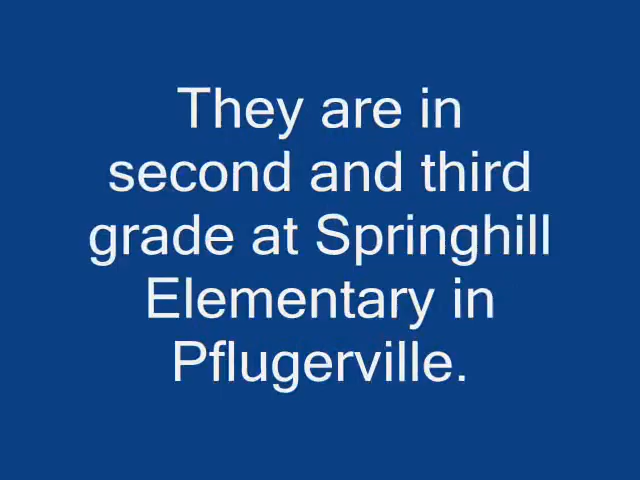 They are in
second and third
grade at Springhill
Elementary in
Pflugerville.